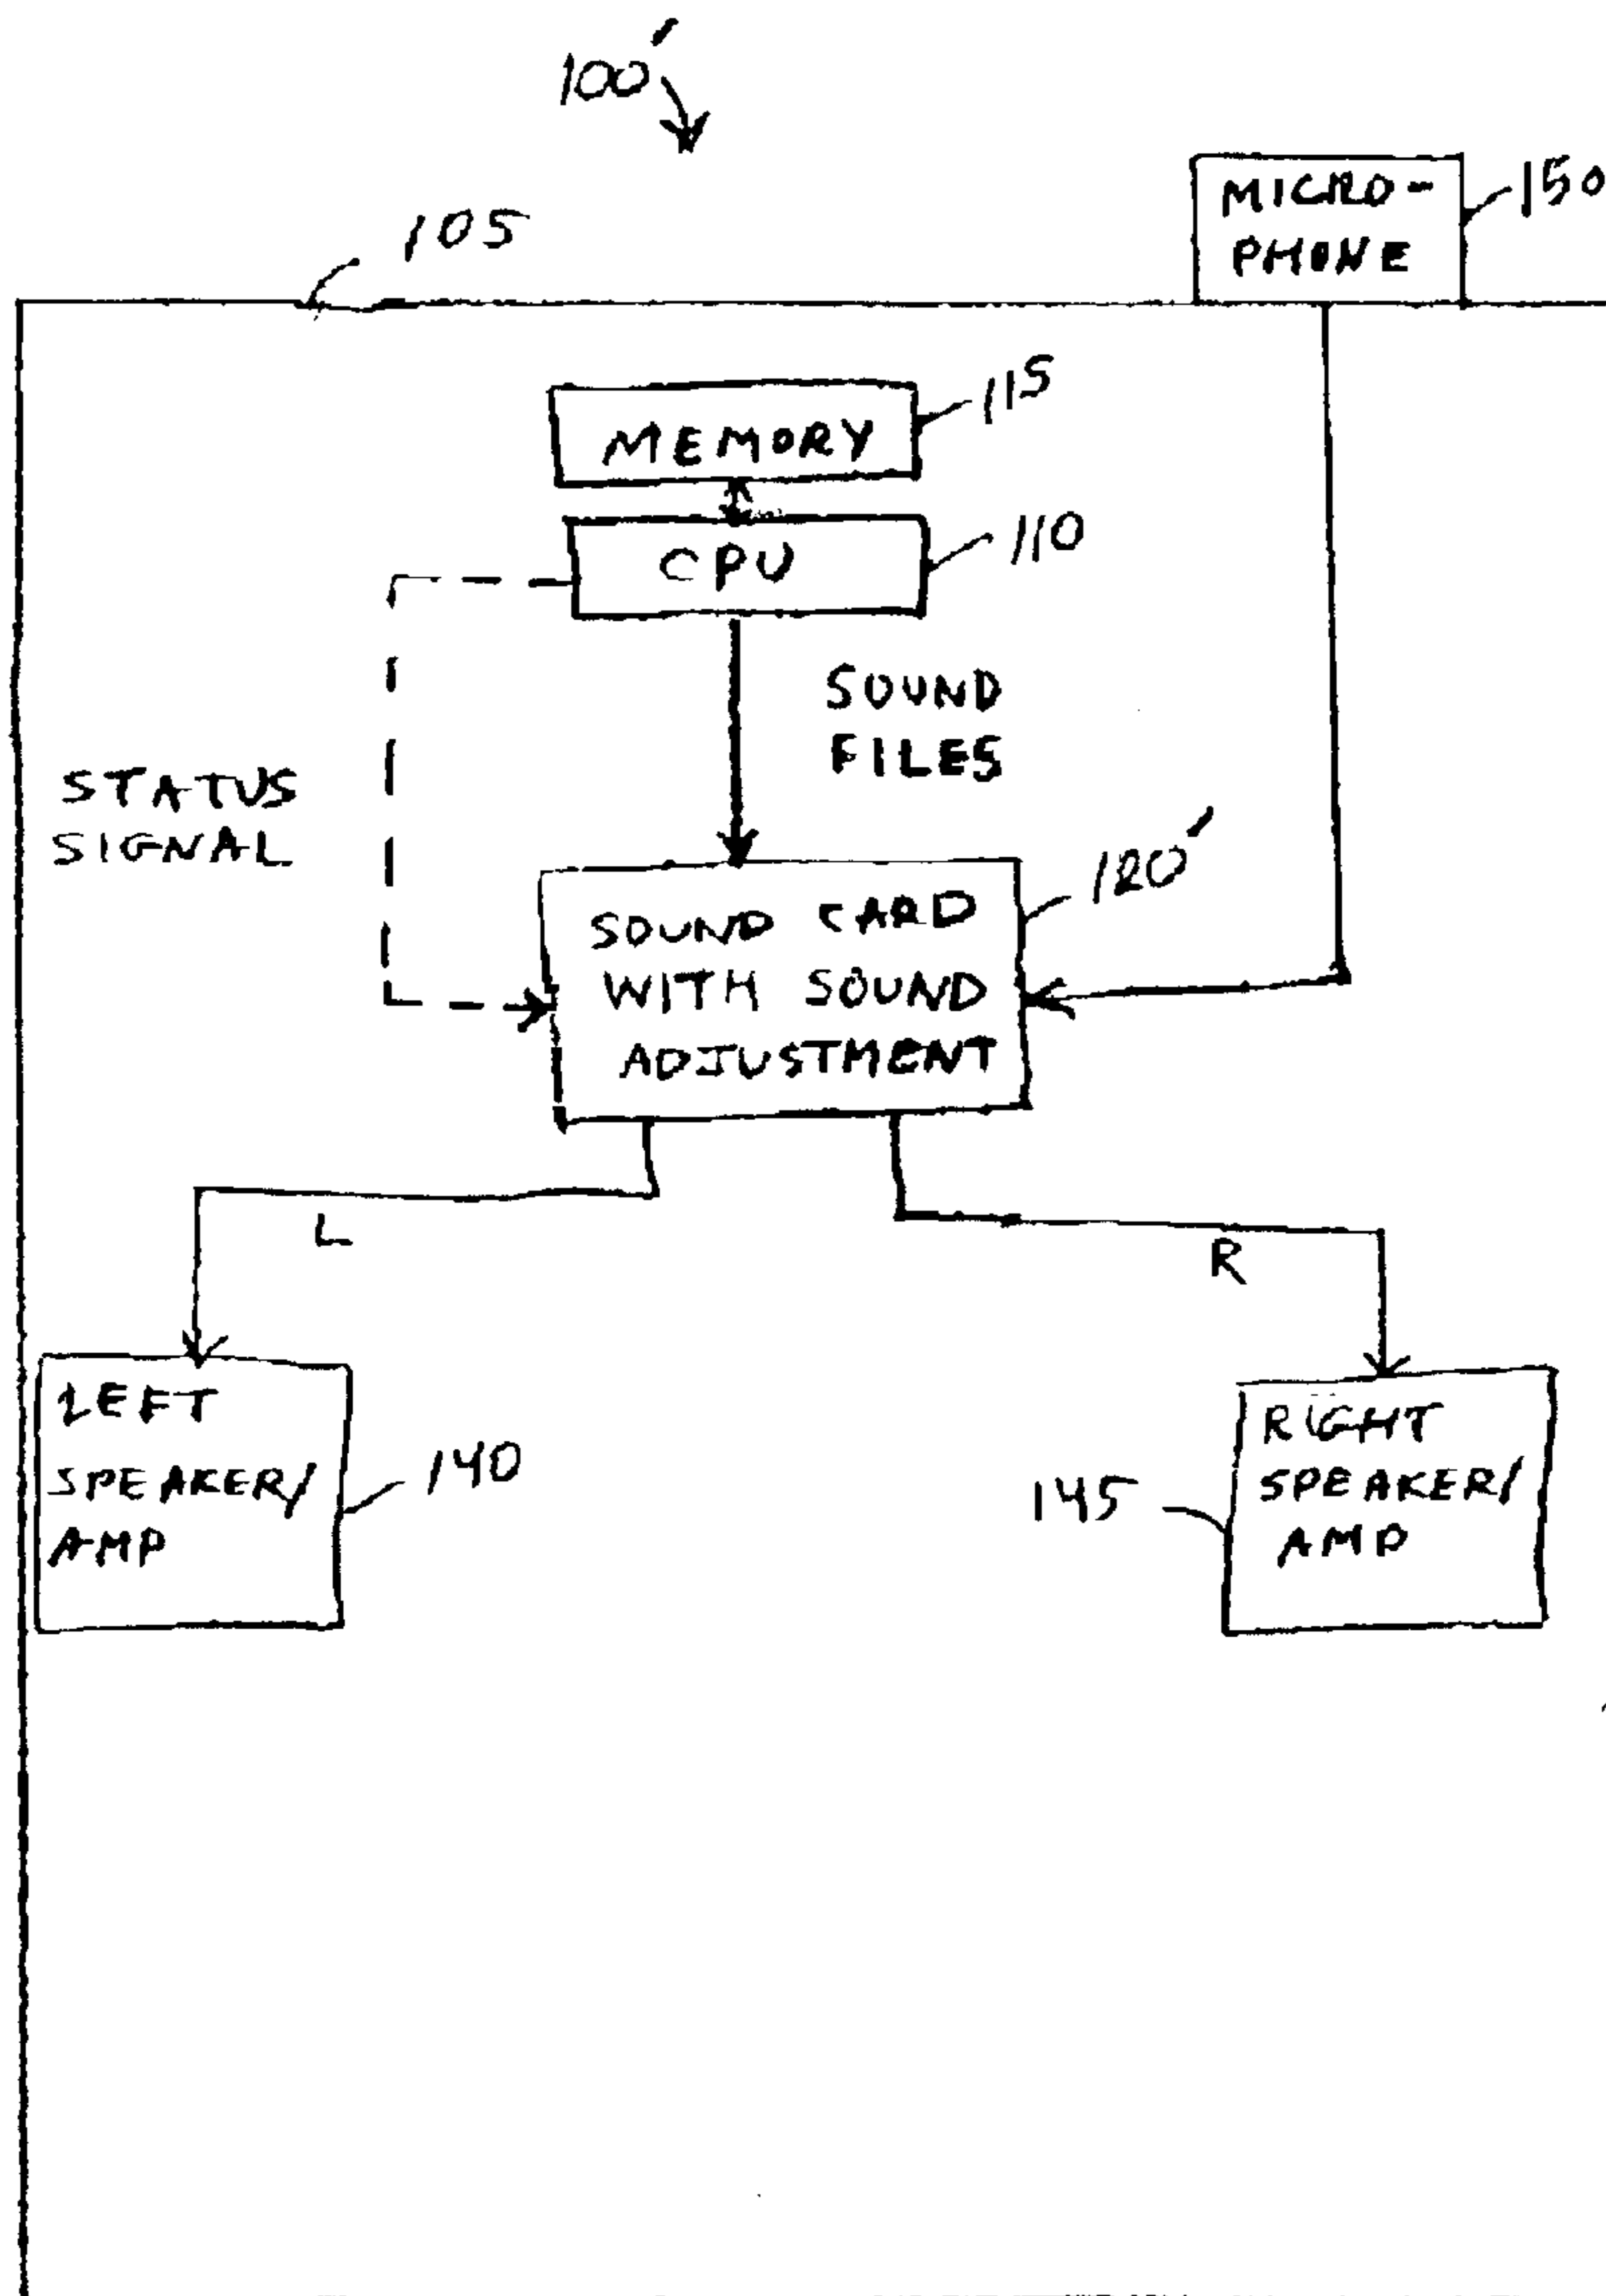 100'
105
MICRO-
PHONE
150
MEMORY
115
CPU
110
SOUND
FILES
STATUS
SIGNAL
120'
SOUND CARD
WITH SOUND
ADJUSTMENT
L
R
LEFT
SPEAKER/
AMP
140
RIGHT
SPEAKER/
AMP
145